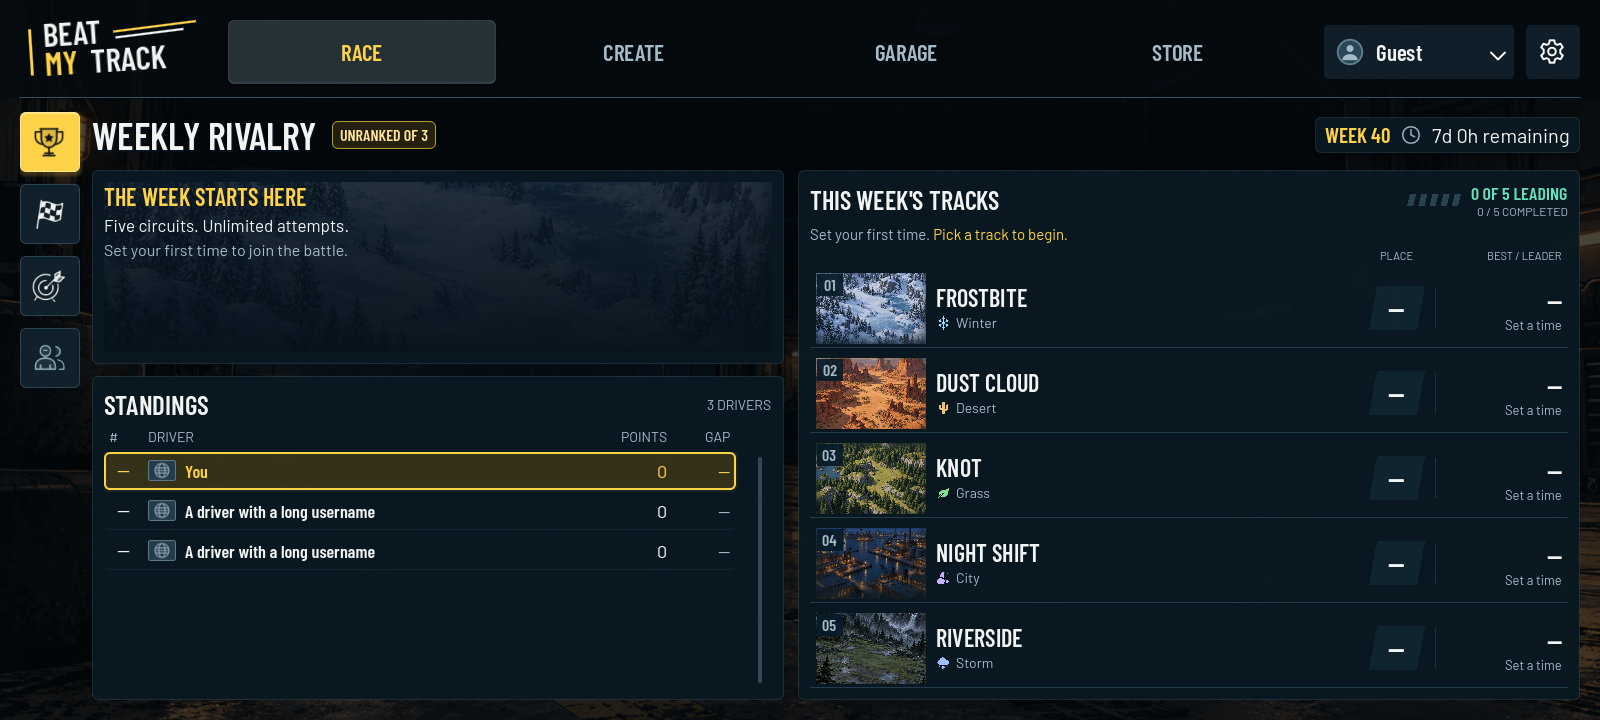 BEAT
MY TRACK
RACE
CREATE
GARAGE
STORE
Guest
WEEKLY RIVALRY
UNRANKED OF 3
WEEK 40
7d 0h remaining
THE WEEK STARTS HERE
Five circuits. Unlimited attempts.
Set your first time to join the battle.
STANDINGS
3 DRIVERS
# DRIVER POINTS GAP
— You 0 —
— A driver with a long username 0 —
— A driver with a long username 0 —
THIS WEEK'S TRACKS
0 OF 5 LEADING
0 / 5 COMPLETED
Set your first time. Pick a track to begin.
PLACE BEST / LEADER
01
FROSTBITE
Winter
—
—
Set a time
02
DUST CLOUD
Desert
—
—
Set a time
03
KNOT
Grass
—
—
Set a time
04
NIGHT SHIFT
City
—
—
Set a time
05
RIVERSIDE
Storm
—
—
Set a time